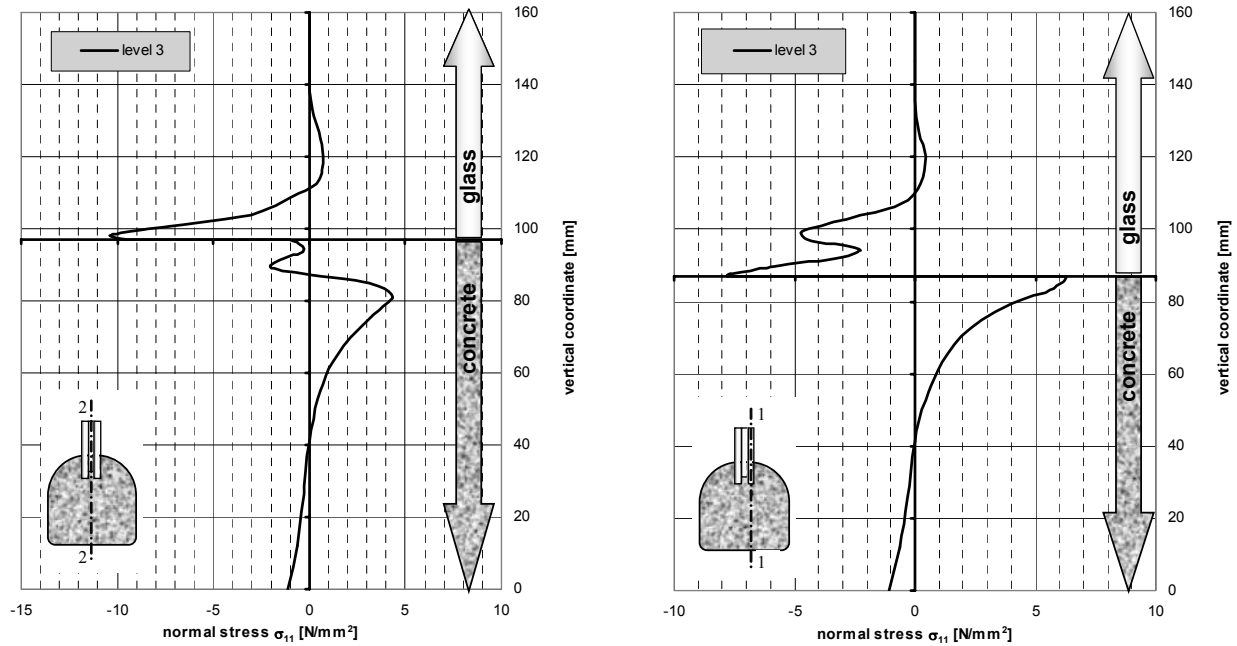 level 3
160
140
120
100
80
60
40
20
0
vertical coordinate [mm]
glass
concrete
2
2
-15 -10 -5 0 5 10
normal stress σ11 [N/mm²]
level 3
160
140
120
100
80
60
40
20
0
vertical coordinate [mm]
glass
concrete
1
1
-10 -5 0 5 10
normal stress σ11 [N/mm²]